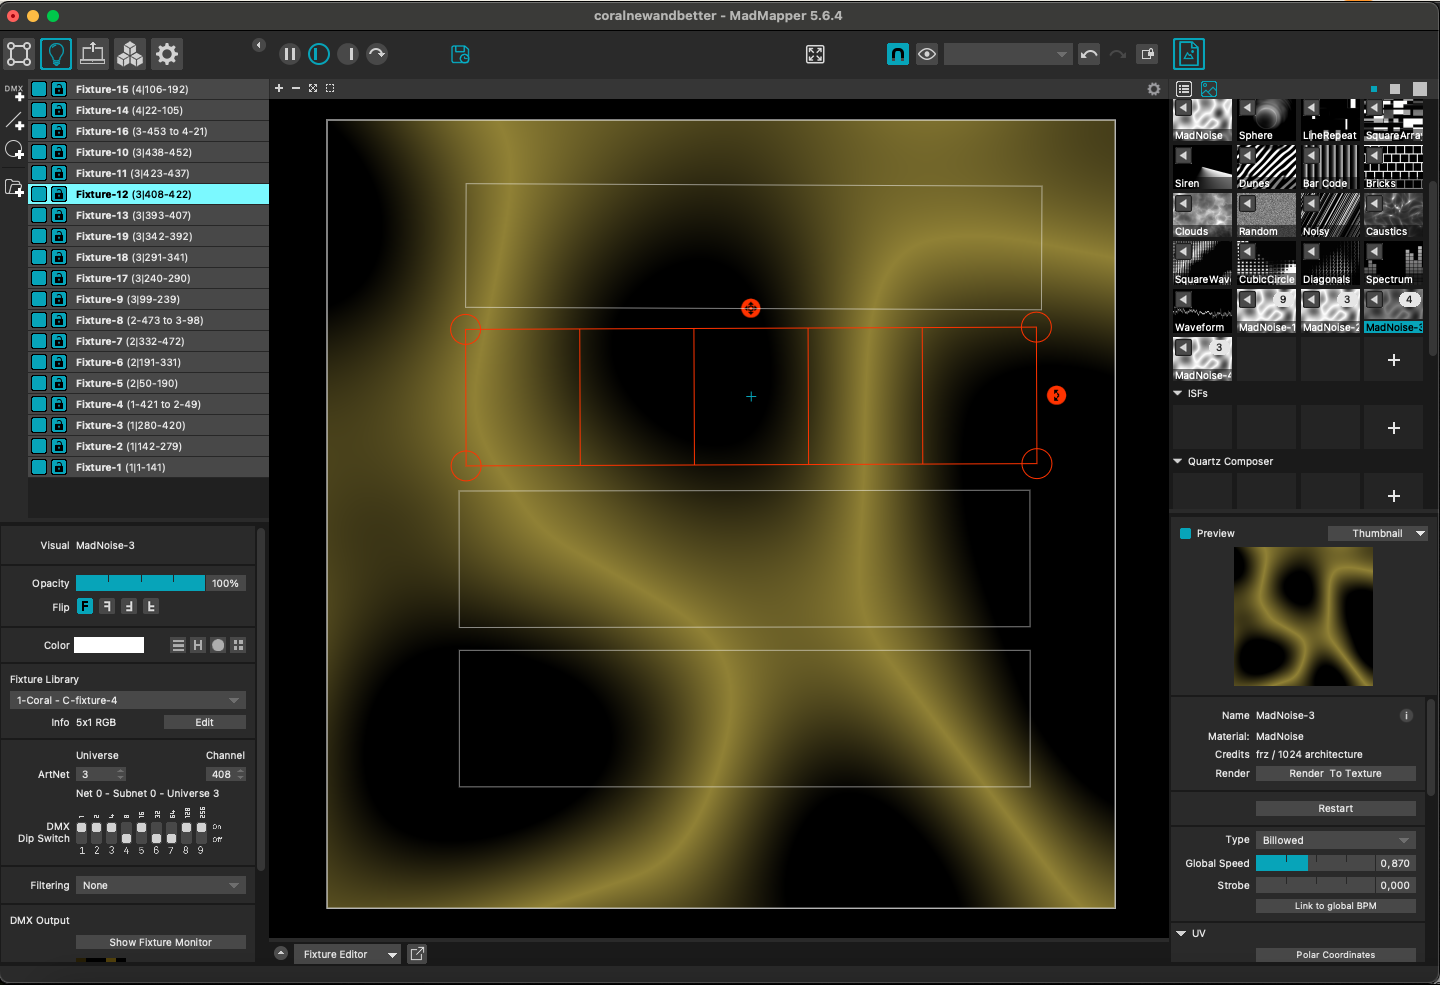 coralnewandbetter - MadMapper 5.6.4
DMX
Fixture-15 (4|106-192)
Fixture-14 (4|22-105)
Fixture-16 (3-453 to 4-21)
Fixture-10 (3|438-452)
Fixture-11 (3|423-437)
Fixture-12 (3|408-422)
Fixture-13 (3|393-407)
Fixture-19 (3|342-392)
Fixture-18 (3|291-341)
Fixture-17 (3|240-290)
Fixture-9 (3|99-239)
Fixture-8 (2-473 to 3-98)
Fixture-7 (2|332-472)
Fixture-6 (2|191-331)
Fixture-5 (2|50-190)
Fixture-4 (1-421 to 2-49)
Fixture-3 (1|280-420)
Fixture-2 (1|142-279)
Fixture-1 (1|1-141)
Visual MadNoise-3
Opacity 100%
Flip F F F F
Color H
Fixture Library
1-Coral - C-fixture-4
Info 5x1 RGB Edit
Universe Channel
ArtNet 3 408
Net 0 - Subnet 0 - Universe 3
1 2 4 8 16 32 64 128 256
DMX On
Dip Switch Off
1 2 3 4 5 6 7 8 9
Filtering None
DMX Output
Show Fixture Monitor
Fixture Editor
MadNoise Sphere LineRepeat SquareArra
Siren Dunes Bar Code Bricks
Clouds Random Noisy Caustics
SquareWav CubicCircle Diagonals Spectrum
9 3 4
Waveform MadNoise-1 MadNoise-2 MadNoise-3
3
MadNoise-4
ISFs
Quartz Composer
Preview Thumbnail
Name MadNoise-3 i
Material: MadNoise
Credits frz / 1024 architecture
Render Render To Texture
Restart
Type Billowed
Global Speed 0,870
Strobe 0,000
Link to global BPM
UV
Polar Coordinates